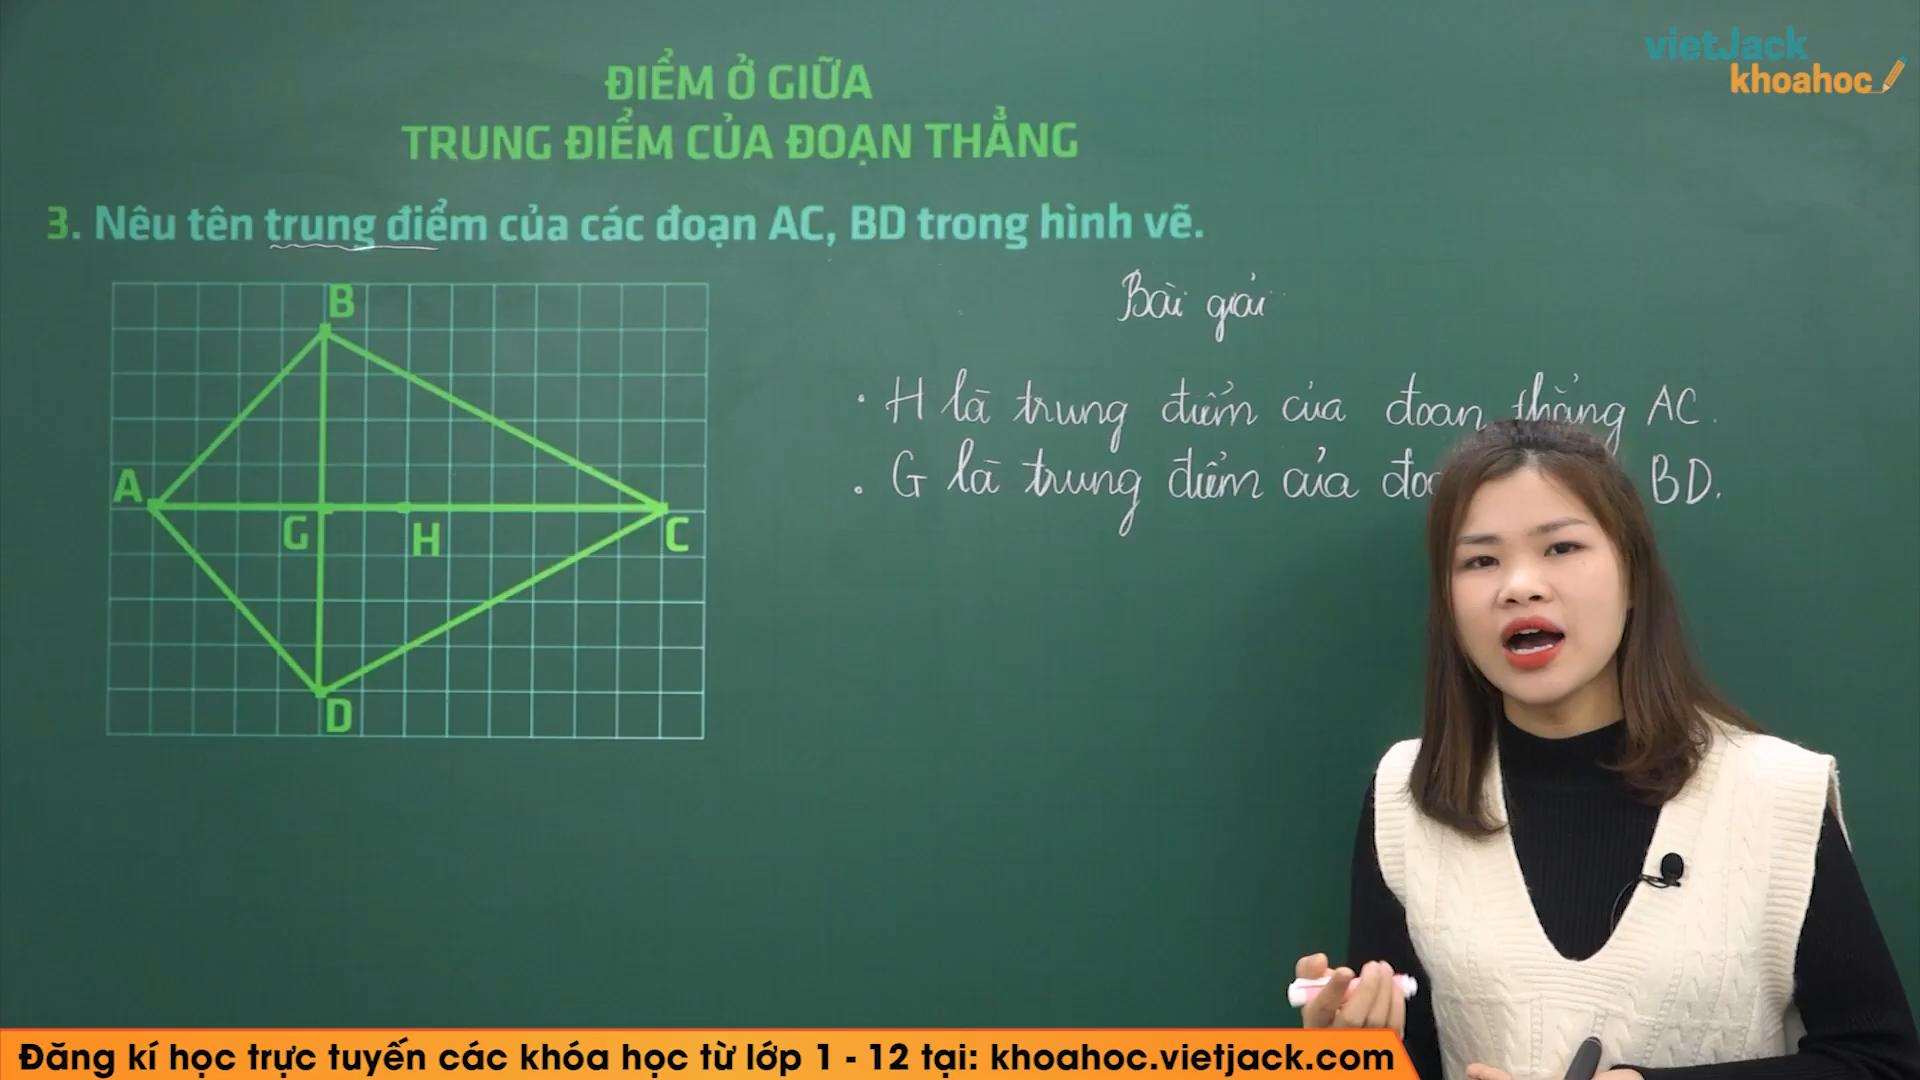 vietJack
khoahoc
ĐIỂM Ở GIỮA
TRUNG ĐIỂM CỦA ĐOẠN THẲNG
3. Nêu tên trung điểm của các đoạn AC, BD trong hình vẽ.
B
A
G
H
C
D
Bài giải
• H là trung điểm của đoạn thẳng AC.
• G là trung điểm của BD.
Đăng kí học trực tuyến các khóa học từ lớp 1 - 12 tại: khoahoc.vietjack.com